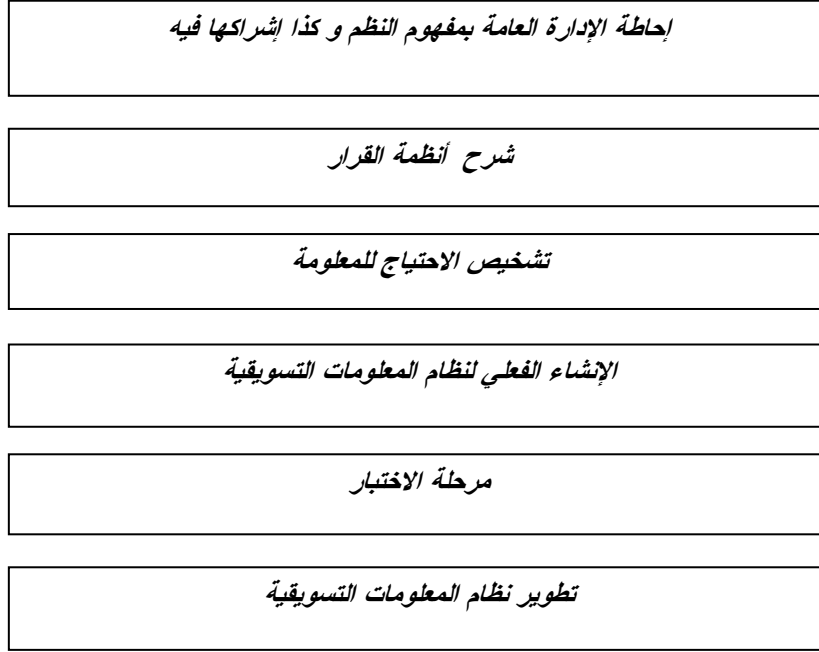 إحاطة الإدارة العامة بمفهوم النظم و كذا إشراكها فيه
شرح أنظمة القرار
تشخيص الاحتياج للمعلومة
الإنشاء الفعلي لنظام المعلومات التسويقية
مرحلة الاختبار
تطوير نظام المعلومات التسويقية